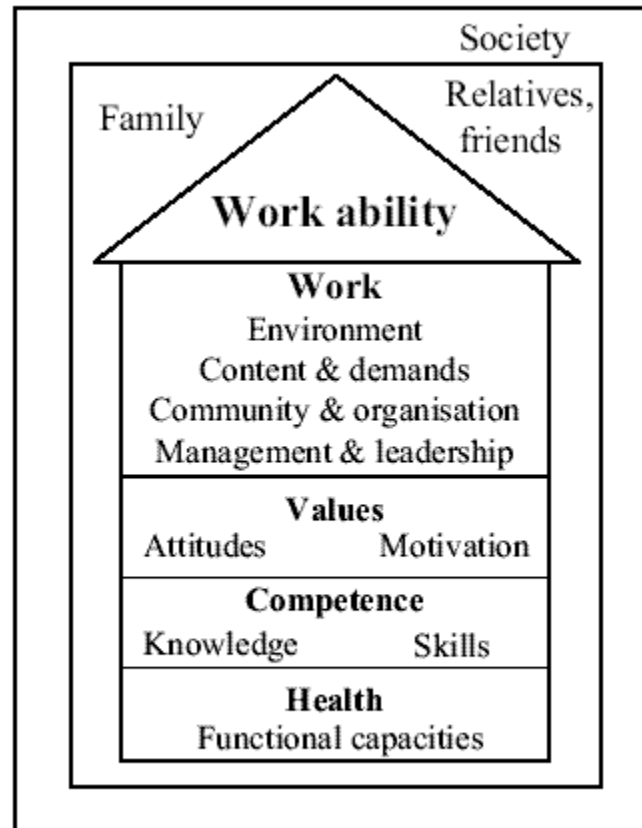 Society
Family
Relatives,
friends
Work ability
Work
Environment
Content & demands
Community & organisation
Management & leadership
Values
Attitudes Motivation
Competence
Knowledge Skills
Health
Functional capacities